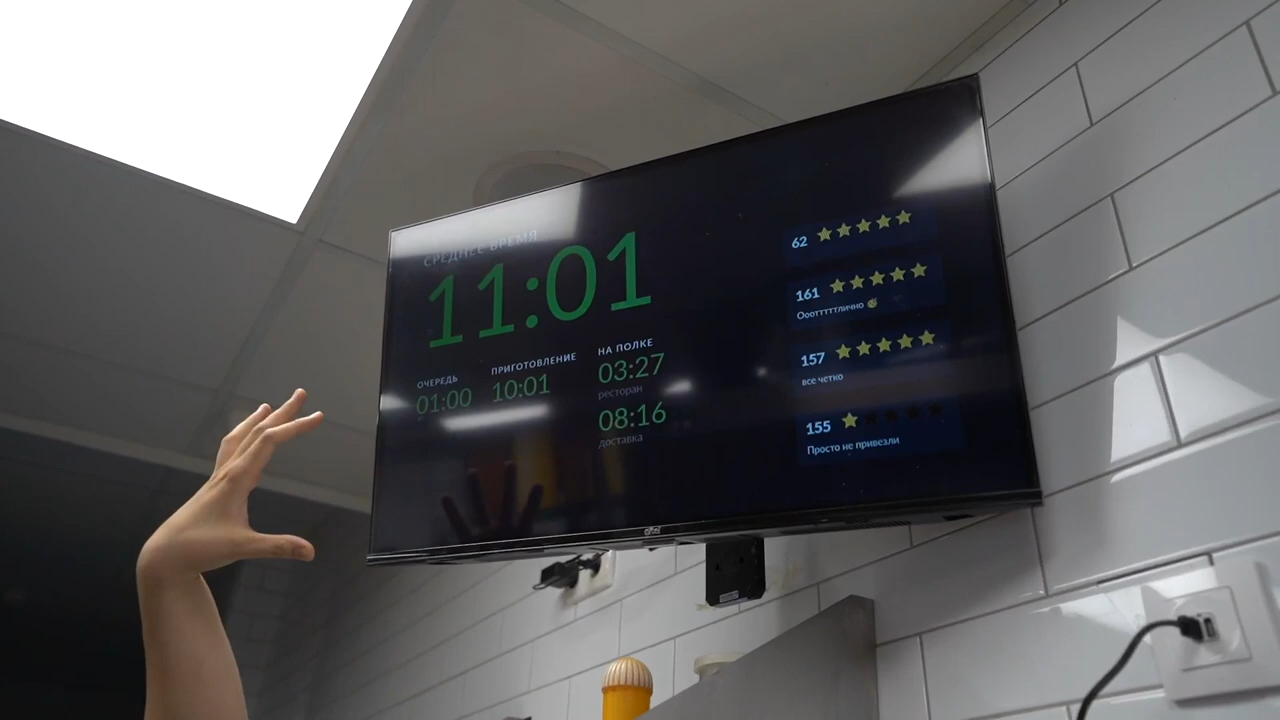 СРЕДНЕЕ ВРЕМЯ
11:01
ОЧЕРЕДЬ
01:00
ПРИГОТОВЛЕНИЕ
10:01
НА ПОЛКЕ
03:27
ресторан
08:16
доставка
62
161
Оооттттлично
157
все четко
155
Просто не привезли